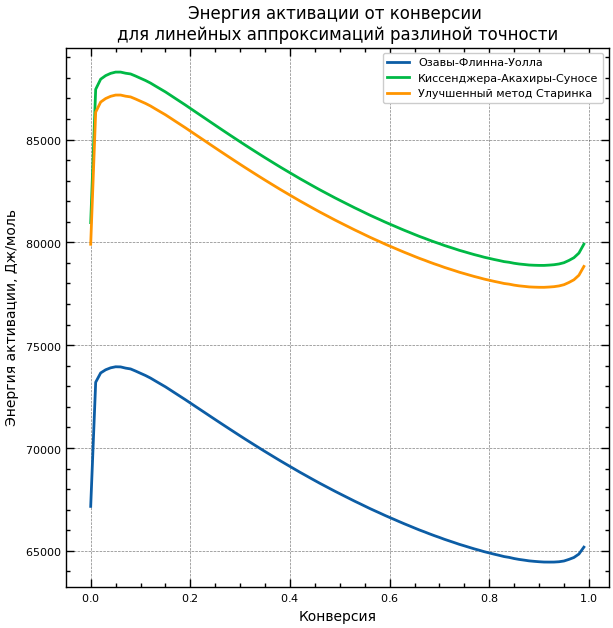 Энергия активации от конверсии
для линейных аппроксимаций разлиной точности
Озавы-Флинна-Уолла
Киссенджера-Акахиры-Суносе
Улучшенный метод Старинка
Энергия активации, Дж/моль
85000
80000
75000
70000
65000
0.0 0.2 0.4 0.6 0.8 1.0
Конверсия